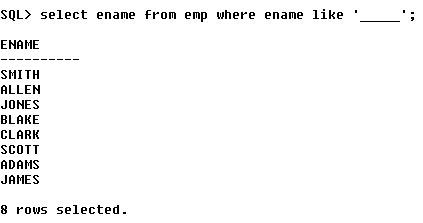 SQL> select ename from emp where ename like '_____';
ENAME
----------
SMITH
ALLEN
JONES
BLAKE
CLARK
SCOTT
ADAMS
JAMES
8 rows selected.